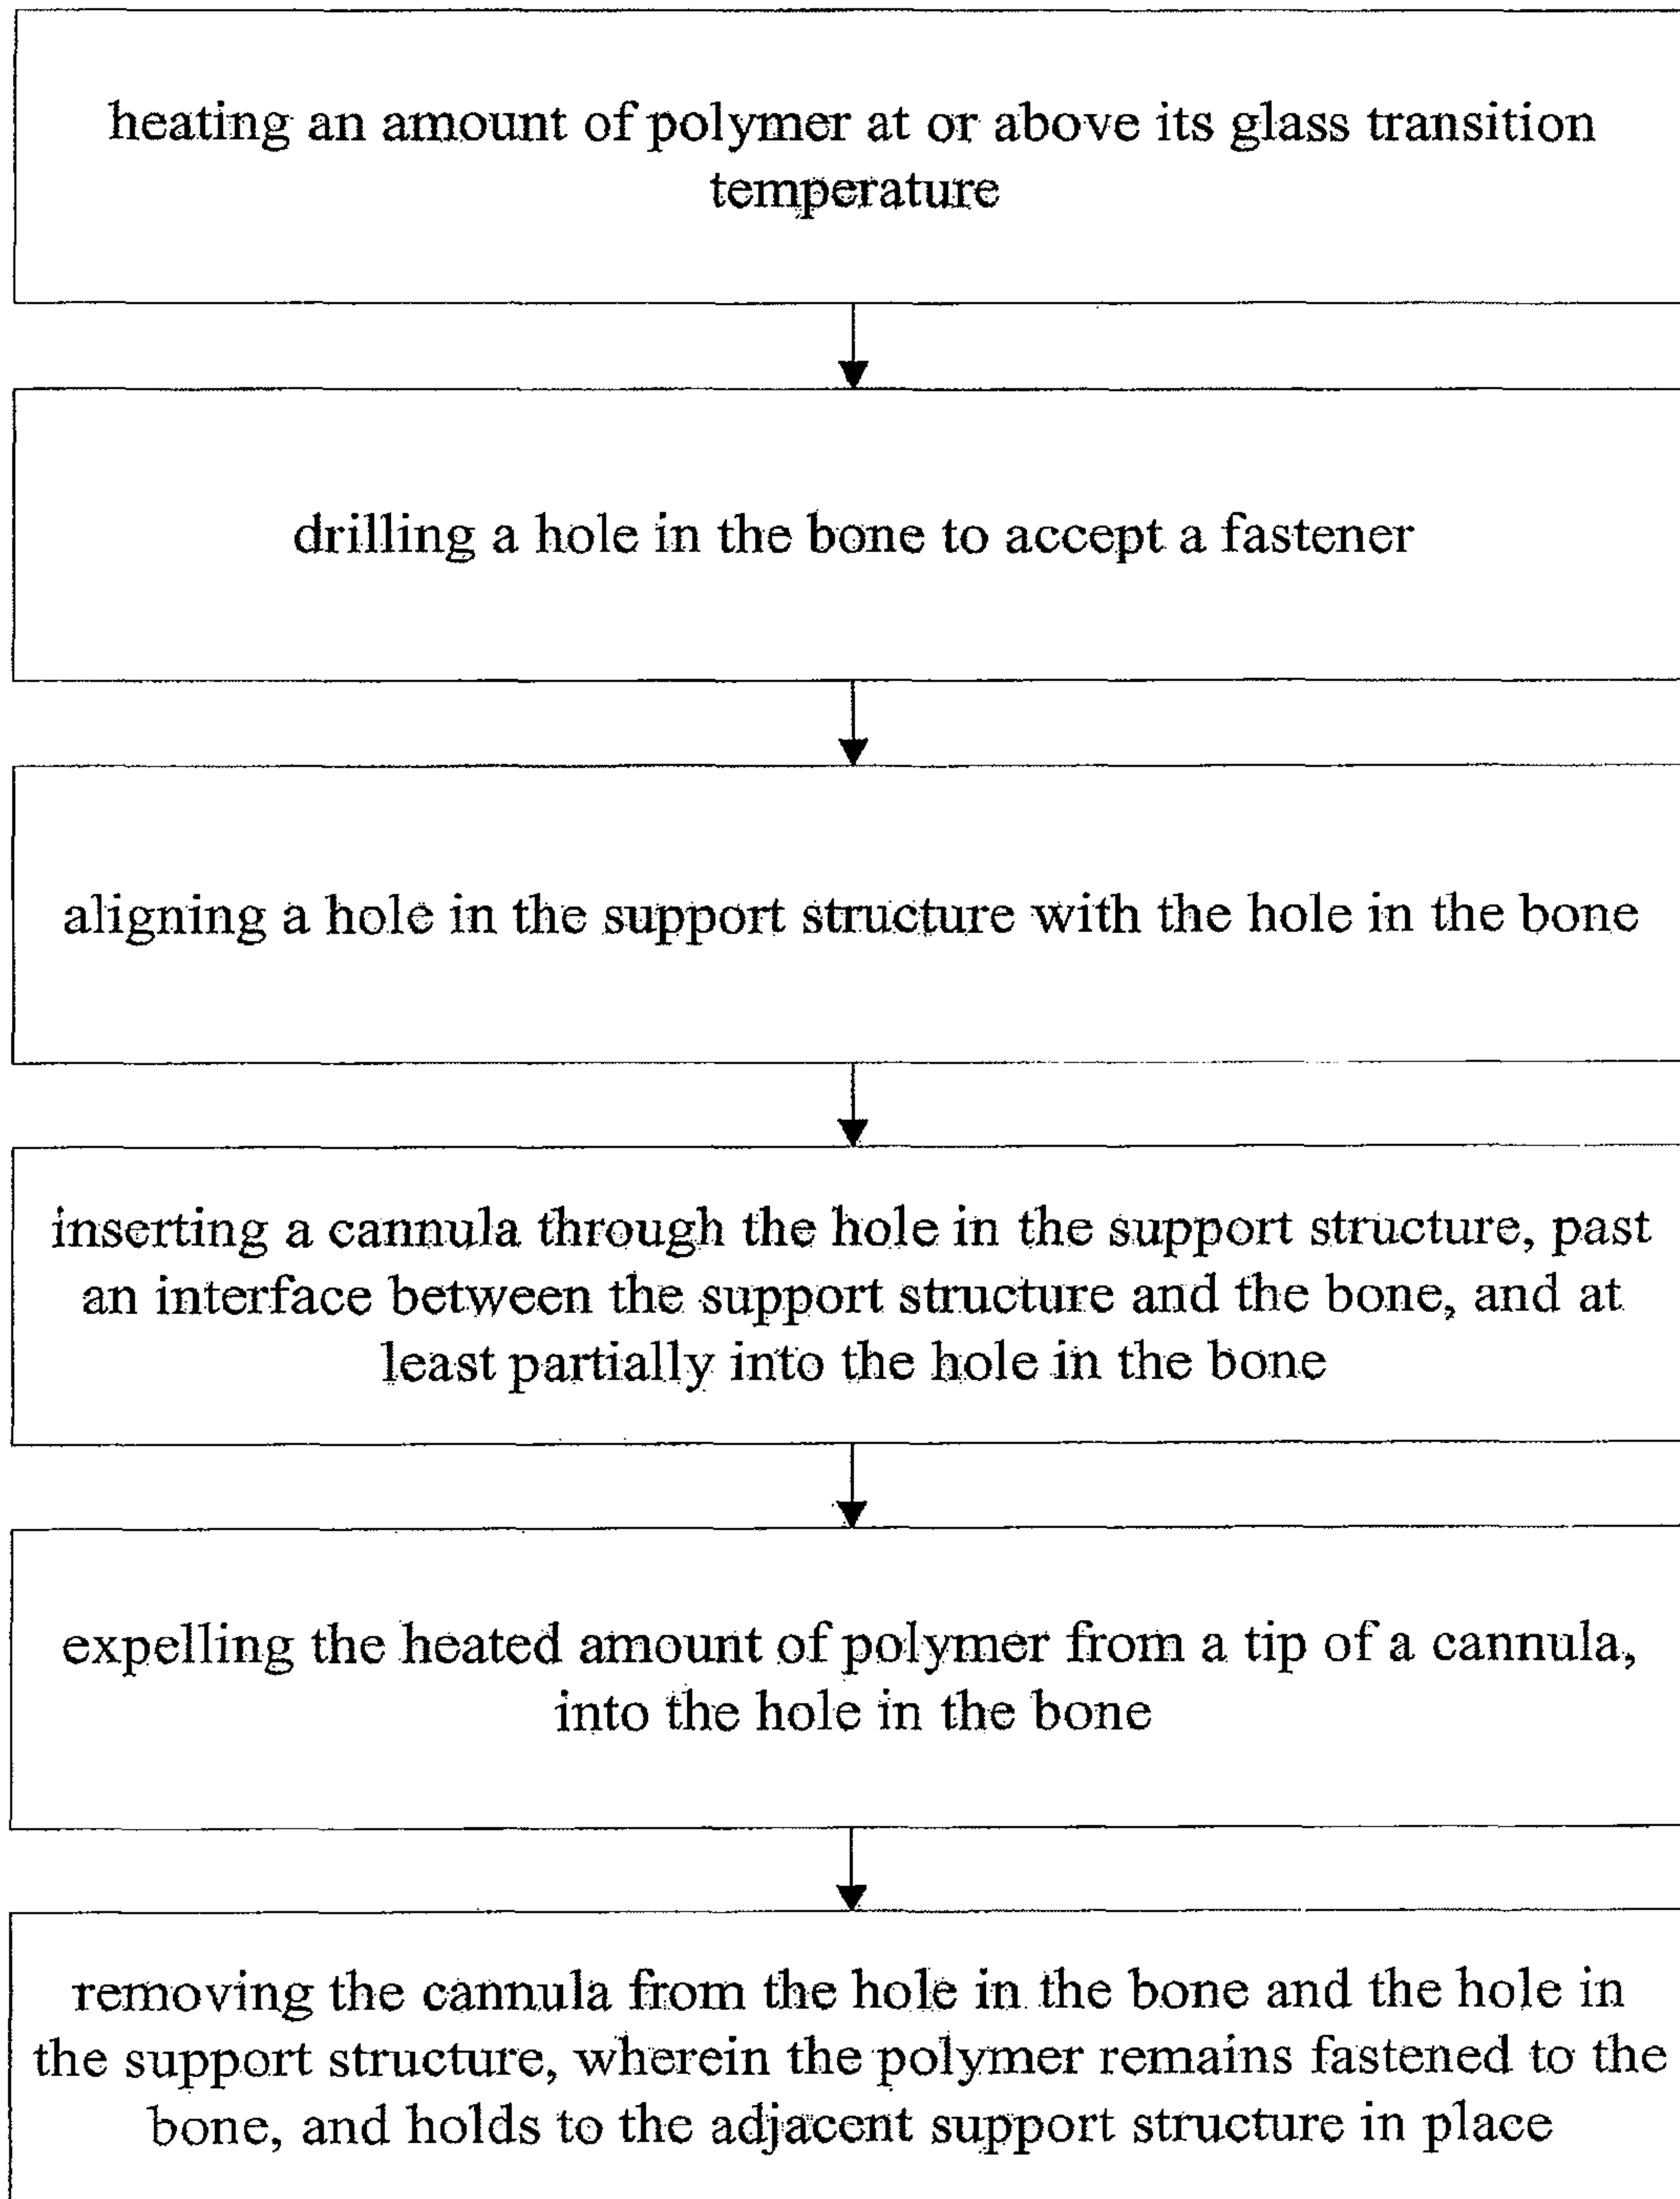 heating an amount of polymer at or above its glass transition
temperature
drilling a hole in the bone to accept a fastener
aligning a hole in the support structure with the hole in the bone
inserting a cannula through the hole in the support structure, past
an interface between the support structure and the bone, and at
least partially into the hole in the bone
expelling the heated amount of polymer from a tip of a cannula,
into the hole in the bone
removing the cannula from the hole in the bone and the hole in
the support structure, wherein the polymer remains fastened to the
bone, and holds to the adjacent support structure in place